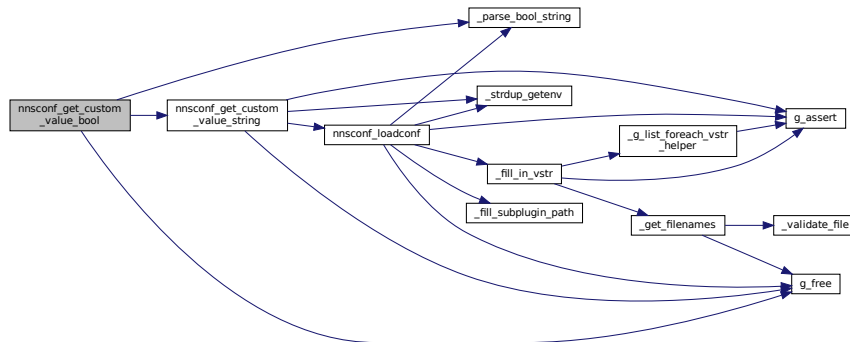 _parse_bool_string
_strdup_getenv
nnsconf_get_custom
_value_bool
nnsconf_get_custom
_value_string
g_assert
nnsconf_loadconf
_g_list_foreach_vstr
_helper
_fill_in_vstr
_fill_subplugin_path
_get_filenames
_validate_file
g_free